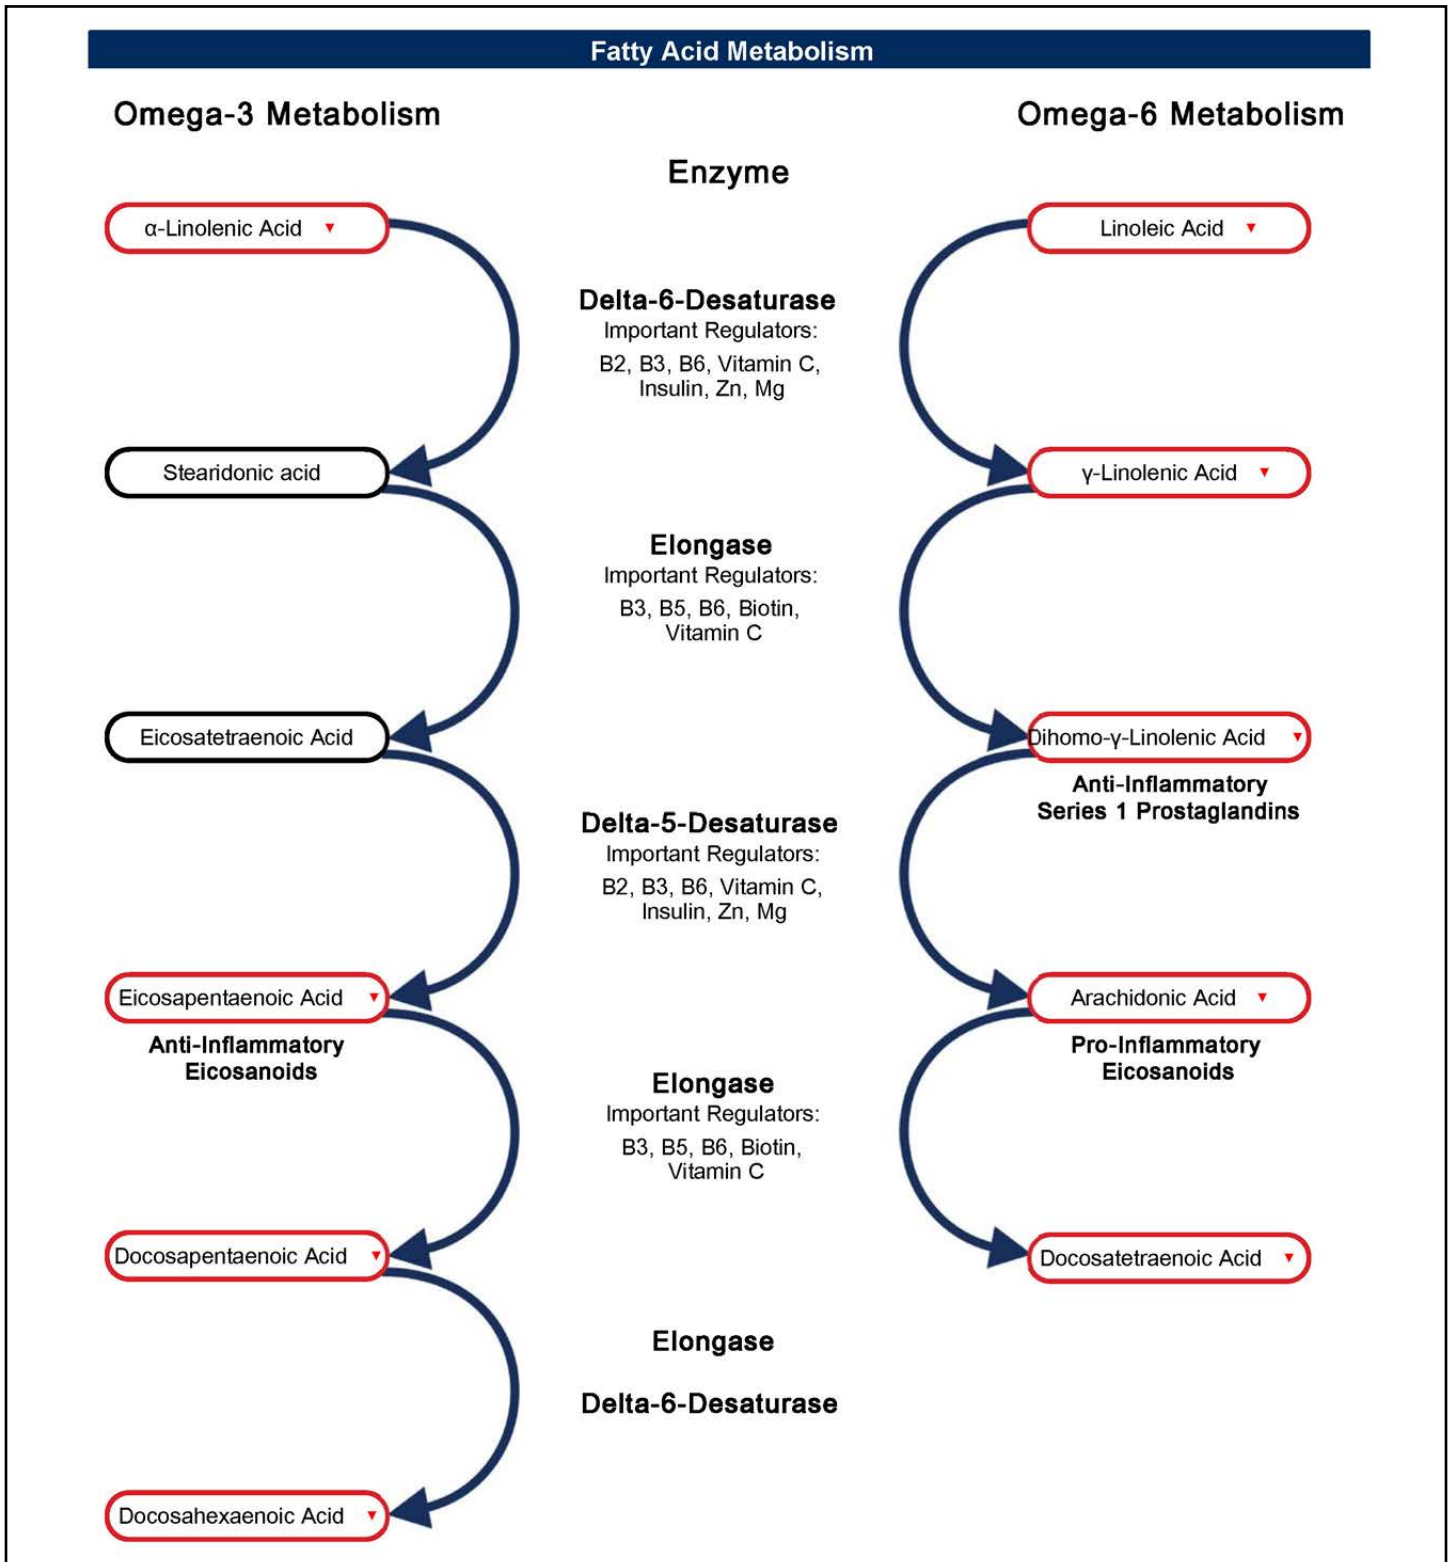 Fatty Acid Metabolism
Omega-3 Metabolism
Omega-6 Metabolism
Enzyme
α-Linolenic Acid ▼
Linoleic Acid ▼
Delta-6-Desaturase
Important Regulators:
B2, B3, B6, Vitamin C,
Insulin, Zn, Mg
Stearidonic acid
γ-Linolenic Acid ▼
Elongase
Important Regulators:
B3, B5, B6, Biotin,
Vitamin C
Eicosatetraenoic Acid
Dihomo-γ-Linolenic Acid ▼
Anti-Inflammatory
Series 1 Prostaglandins
Delta-5-Desaturase
Important Regulators:
B2, B3, B6, Vitamin C,
Insulin, Zn, Mg
Eicosapentaenoic Acid ▼
Anti-Inflammatory
Eicosanoids
Arachidonic Acid ▼
Pro-Inflammatory
Eicosanoids
Elongase
Important Regulators:
B3, B5, B6, Biotin,
Vitamin C
Docosapentaenoic Acid ▼
Docosatetraenoic Acid ▼
Elongase
Delta-6-Desaturase
Docosahexaenoic Acid ▼